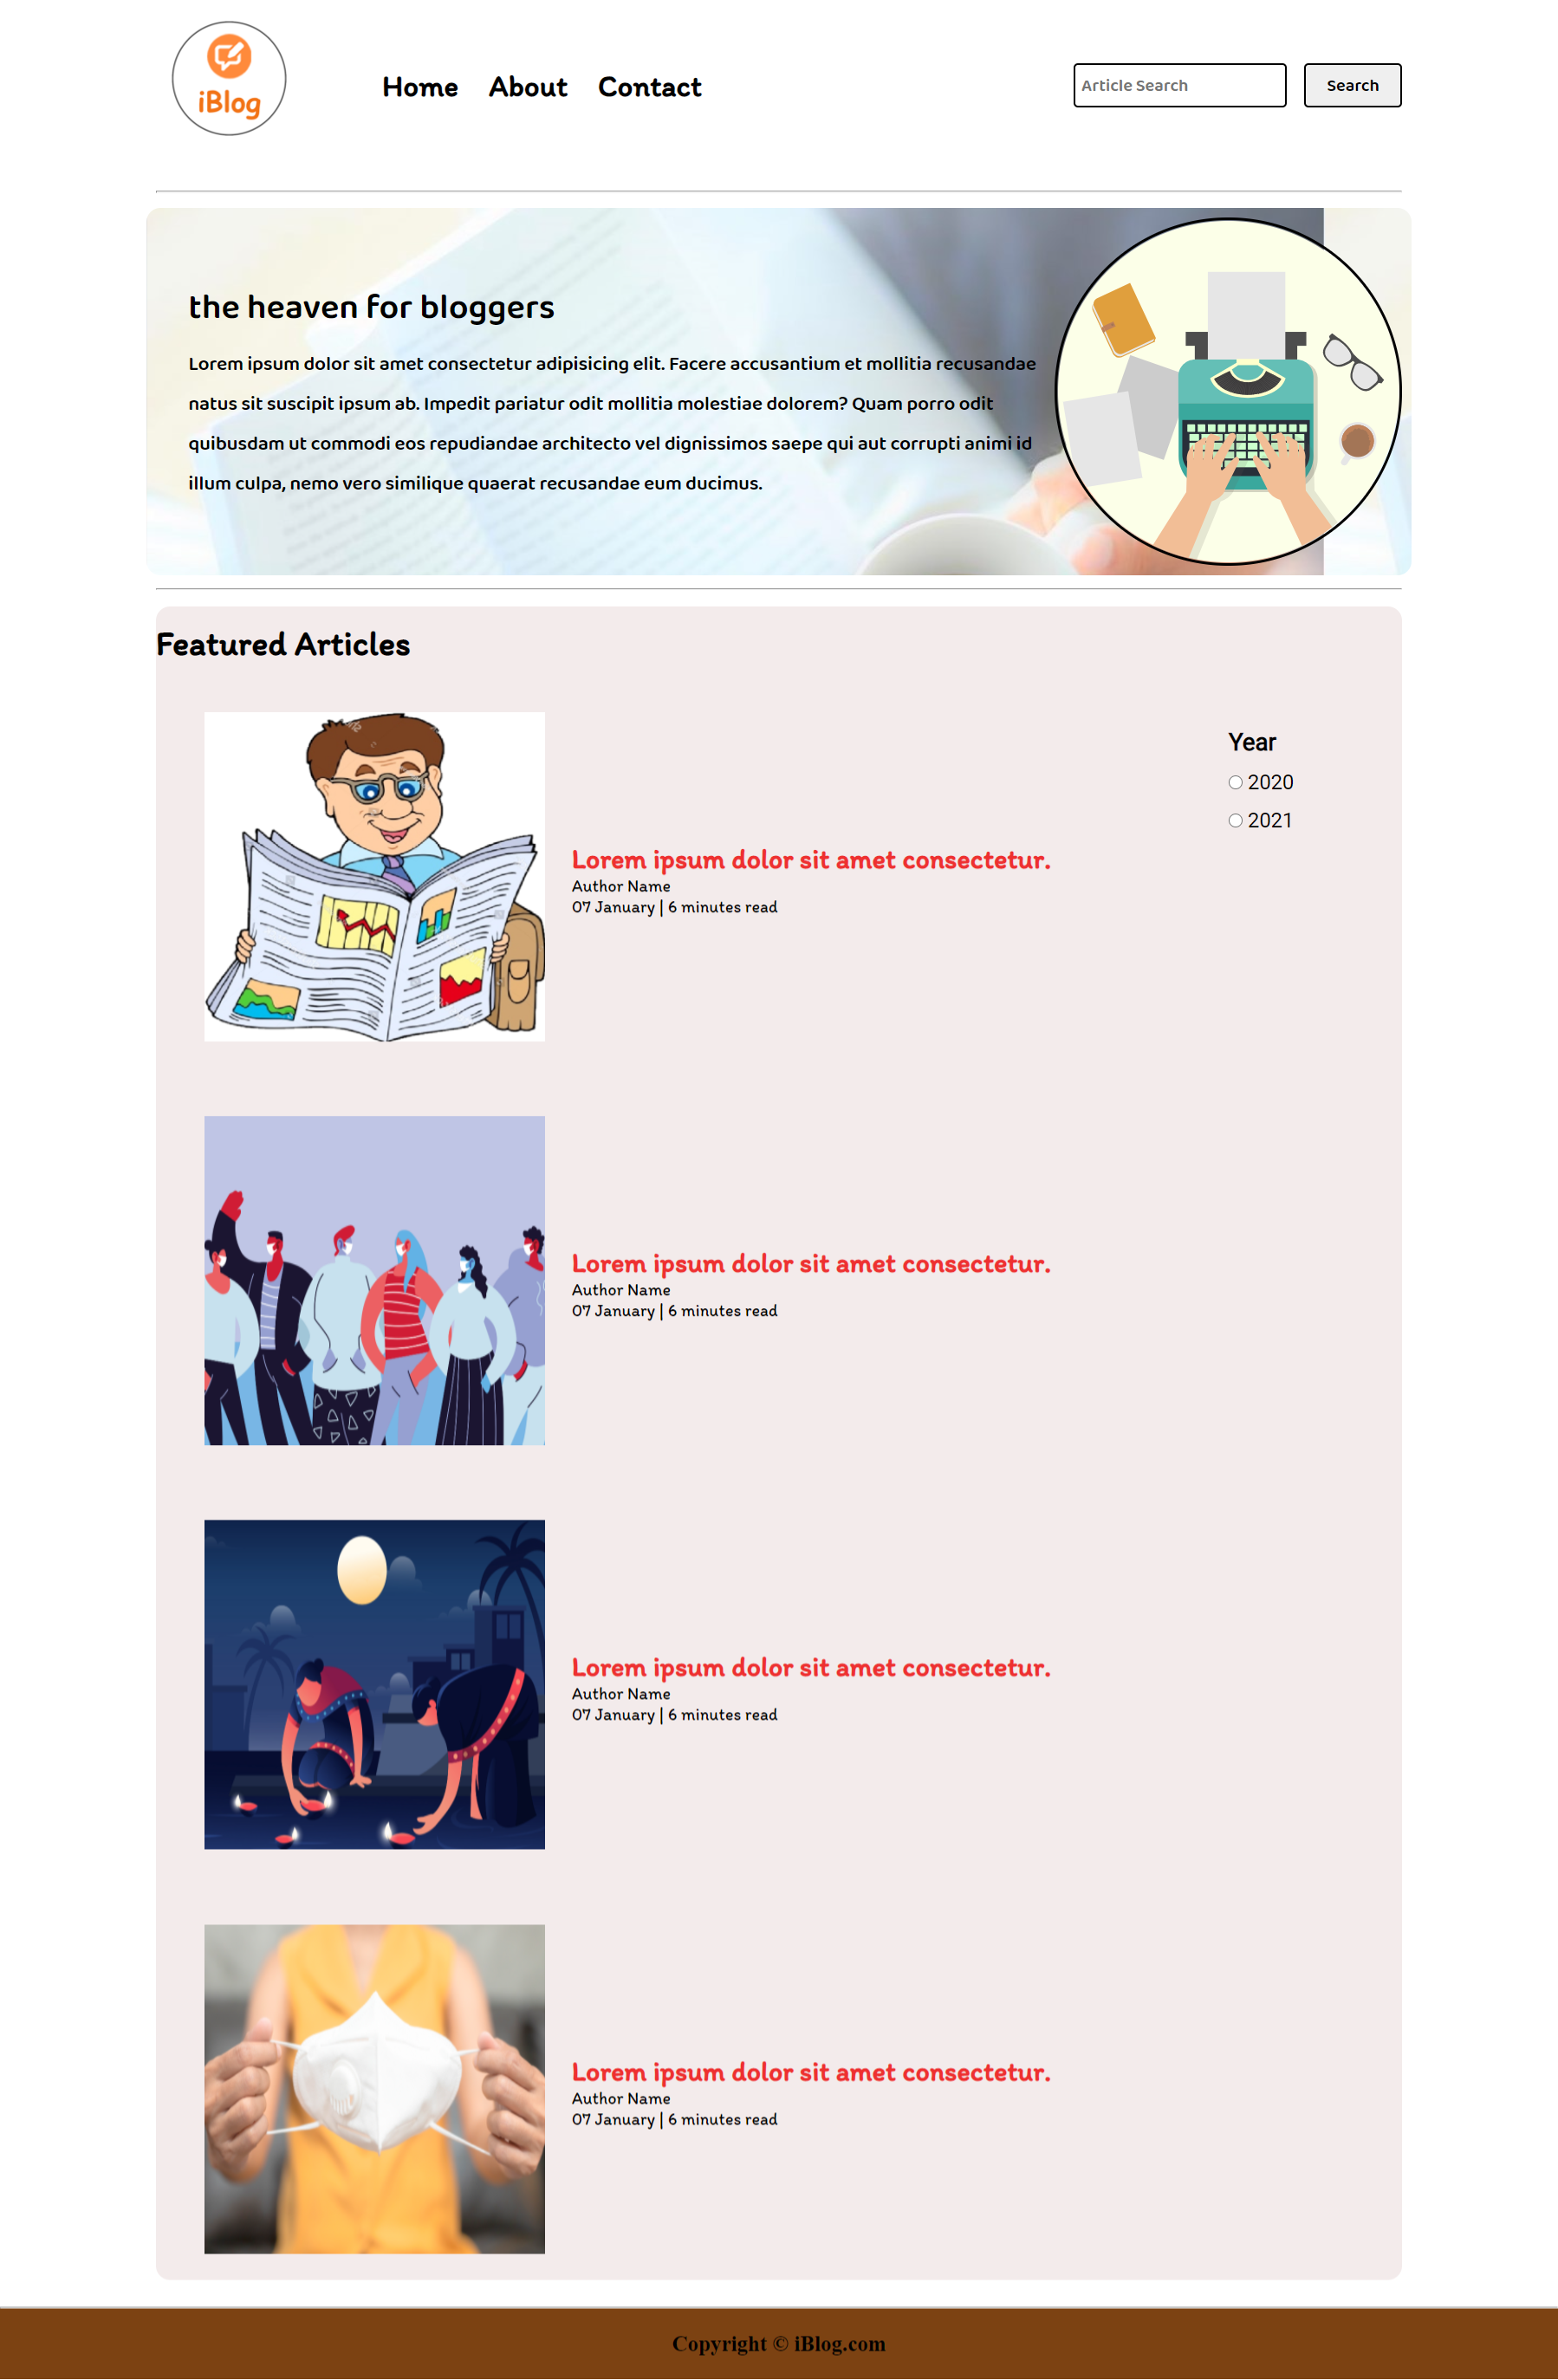 iBlog
Home About Contact
Article Search
Search
the heaven for bloggers
Lorem ipsum dolor sit amet consectetur adipisicing elit. Facere accusantium et mollitia recusandae
natus sit suscipit ipsum ab. Impedit pariatur odit mollitia molestiae dolorem? Quam porro odit
quibusdam ut commodi eos repudiandae architecto vel dignissimos saepe qui aut corrupti animi id
illum culpa, nemo vero similique quaerat recusandae eum ducimus.
Featured Articles
Year
2020
2021
Lorem ipsum dolor sit amet consectetur.
Author Name
07 January | 6 minutes read
Lorem ipsum dolor sit amet consectetur.
Author Name
07 January | 6 minutes read
Lorem ipsum dolor sit amet consectetur.
Author Name
07 January | 6 minutes read
Lorem ipsum dolor sit amet consectetur.
Author Name
07 January | 6 minutes read
Copyright © iBlog.com